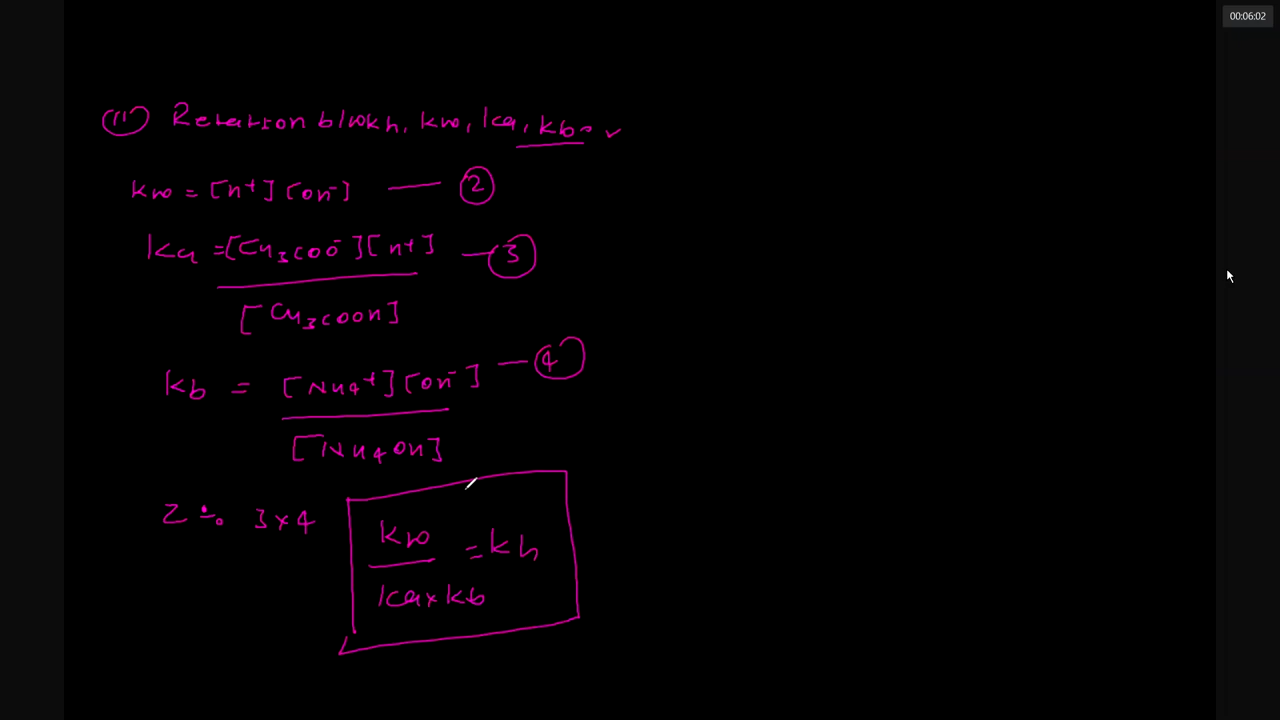 00:06:02
(11) Relation b/w kh, kw, ka, kb
kw = [H+] [OH-] — 2
ka = [CH3COO-][H+] — 3
[CH3COOH]
kb = [NH4+][OH-] — 4
[NH4OH]
2 ÷ 3 x 4
kw
= kh
ka x kb